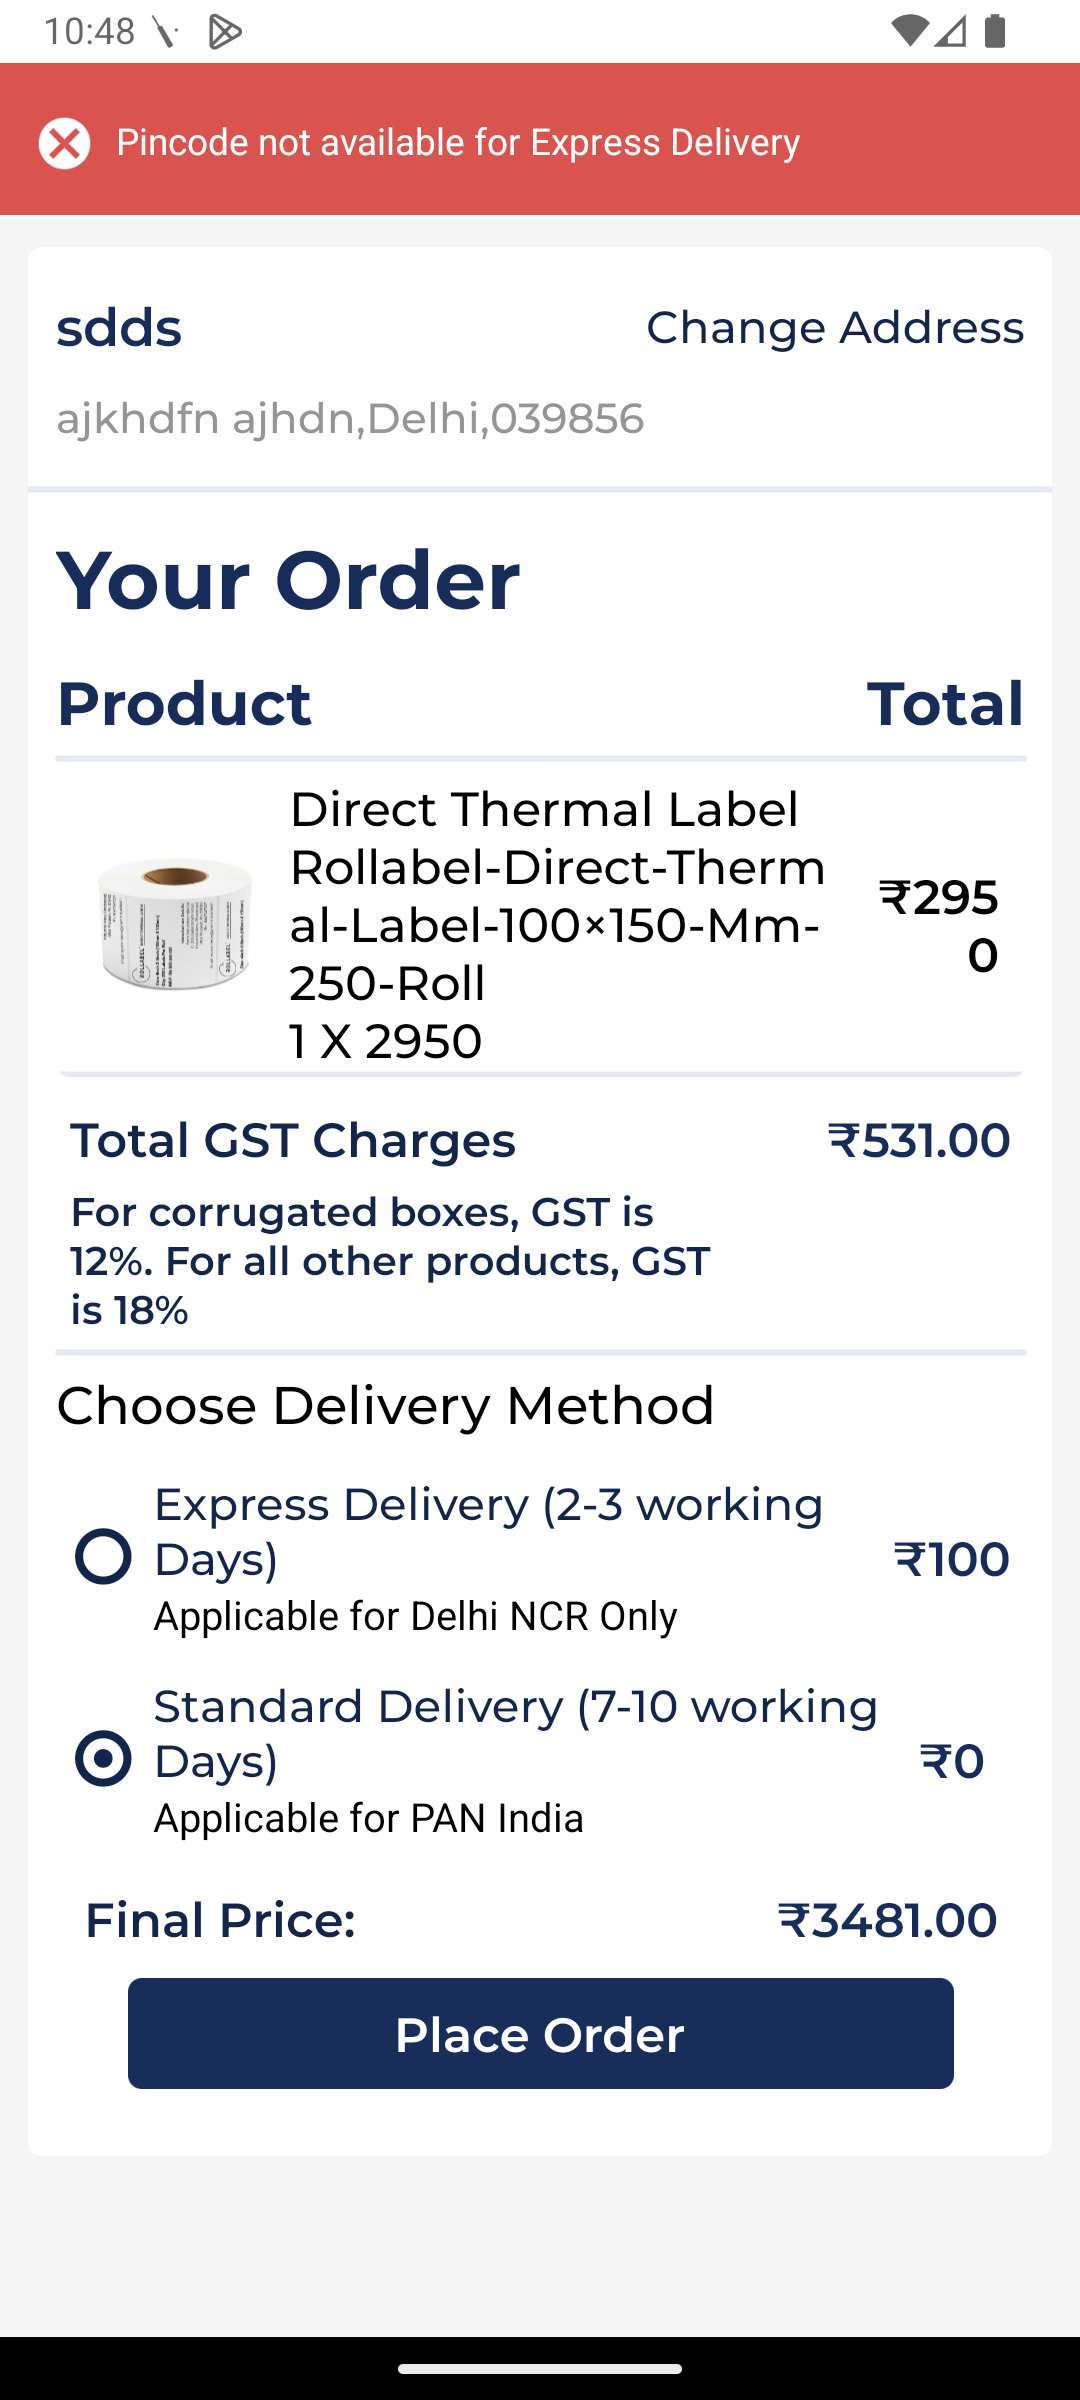 10:48
Pincode not available for Express Delivery
sdds
Change Address
ajkhdfn ajhdn,Delhi,039856
Your Order
Product
Total
Direct Thermal Label
Rollabel-Direct-Therm
al-Label-100×150-Mm-
250-Roll
1 X 2950
₹295
0
Total GST Charges
₹531.00
For corrugated boxes, GST is
12%. For all other products, GST
is 18%
Choose Delivery Method
Express Delivery (2-3 working
Days)
₹100
Applicable for Delhi NCR Only
Standard Delivery (7-10 working
Days)
₹0
Applicable for PAN India
Final Price:
₹3481.00
Place Order